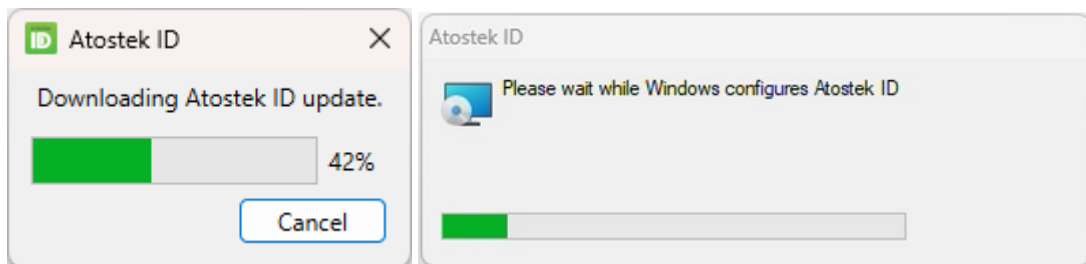 ID Atostek ID
Downloading Atostek ID update.
42%
Cancel
Atostek ID
Please wait while Windows configures Atostek ID